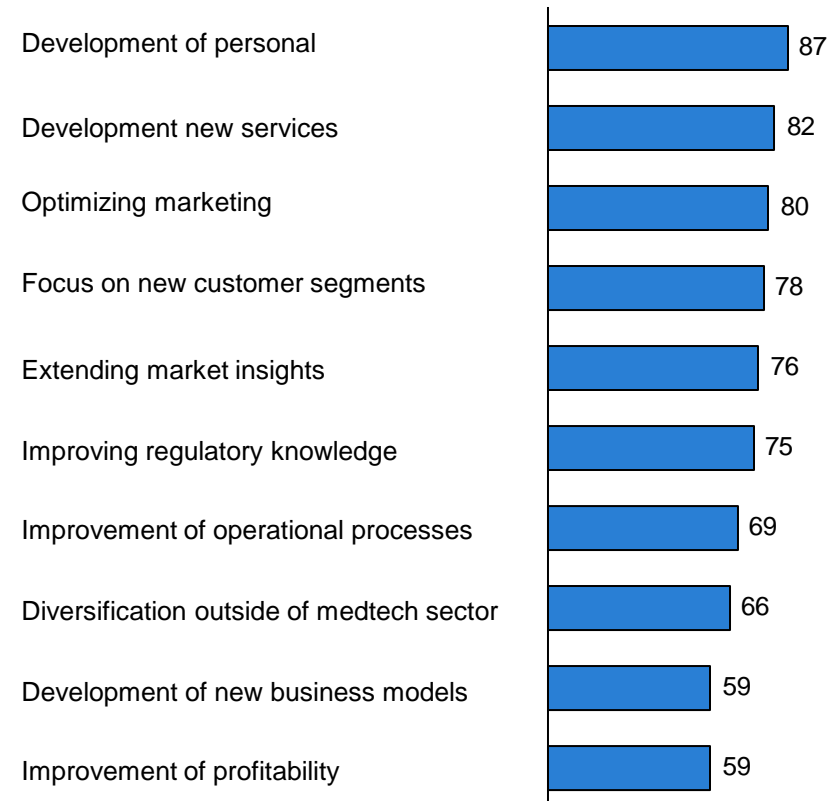 Development of personal 87
Development new services 82
Optimizing marketing 80
Focus on new customer segments 78
Extending market insights 76
Improving regulatory knowledge 75
Improvement of operational processes 69
Diversification outside of medtech sector 66
Development of new business models 59
Improvement of profitability 59